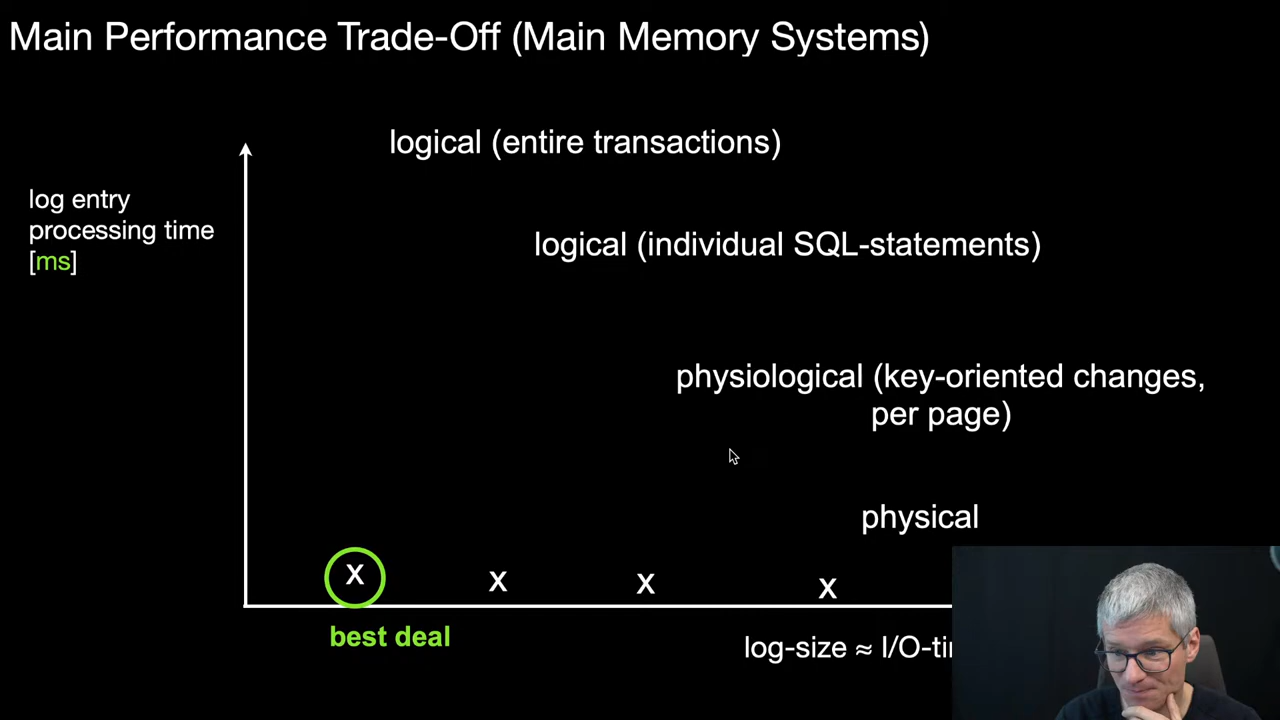 Main Performance Trade-Off (Main Memory Systems)
logical (entire transactions)
log entry
processing time
[ms]
logical (individual SQL-statements)
physiological (key-oriented changes,
per page)
physical
x
x
x
x
best deal
log-size ≈ I/O-